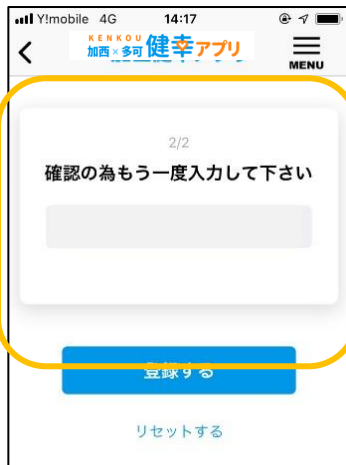 Y!mobile 4G 14:17
KENKOU
加西×多可 健幸アプリ
MENU
2/2
確認の為もう一度入力して下さい
登録する
リセットする